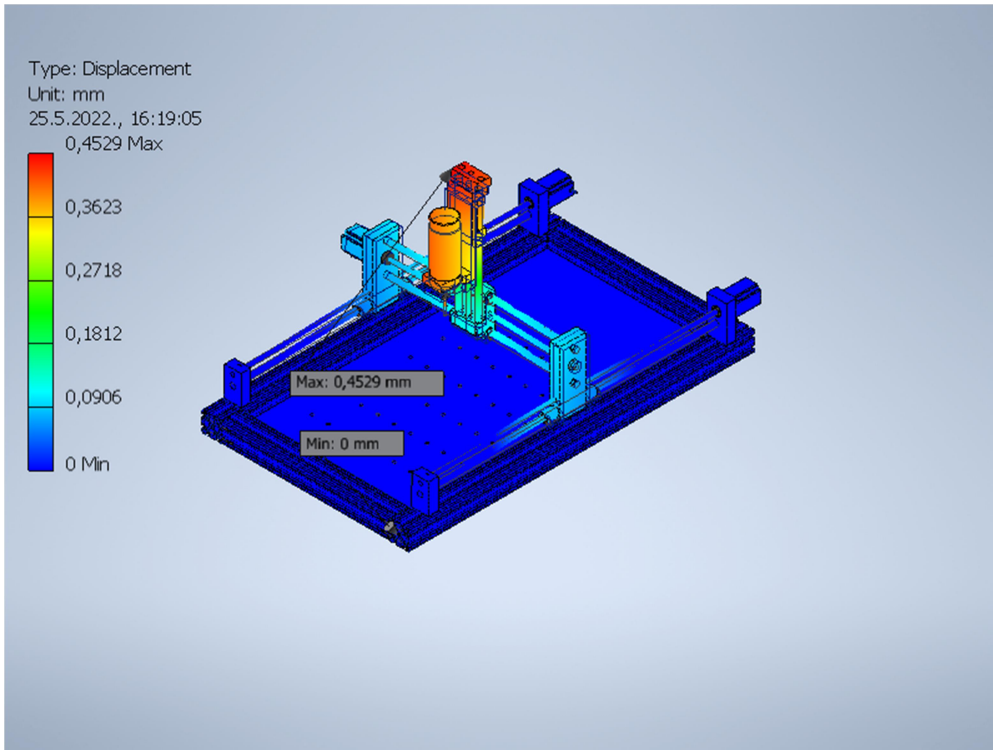 Type: Displacement
Unit: mm
25.5.2022., 16:19:05
0,4529 Max
0,3623
0,2718
0,1812
0,0906
0 Min
Max: 0,4529 mm
Min: 0 mm